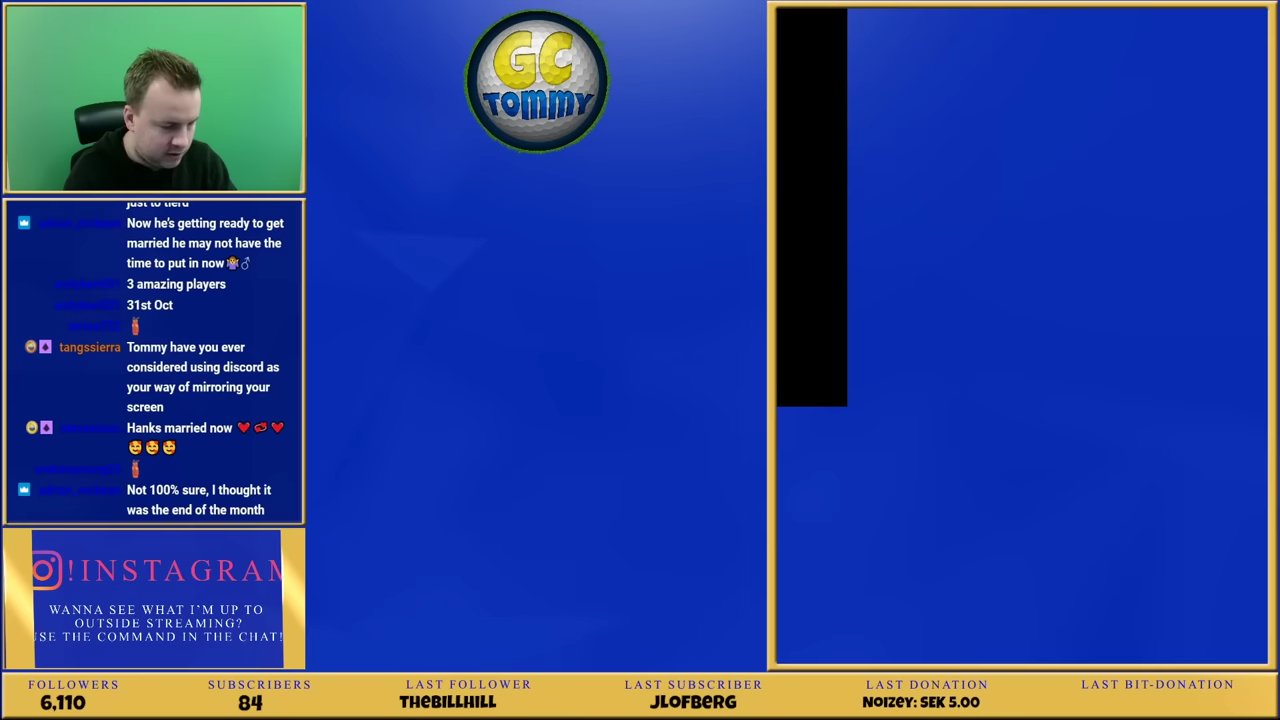 GC
TOMMY
just to tierd
Now he's getting ready to get
married he may not have the
time to put in now🤷🏽♂
3 amazing players
31st Oct
tangssierra Tommy have you ever
considered using discord as
your way of mirroring your
screen
Hanks married now
Not 100% sure, I thought it
was the end of the month
!INSTAGRAM
WANNA SEE WHAT I'M UP TO
OUTSIDE STREAMING?
USE THE COMMAND IN THE CHAT!
FOLLOWERS SUBSCRIBERS LAST FOLLOWER LAST SUBSCRIBER LAST DONATION LAST BIT-DONATION
6,110 84 THEBILLHILL JLOFBERG NOIZEY: SEK 5.00